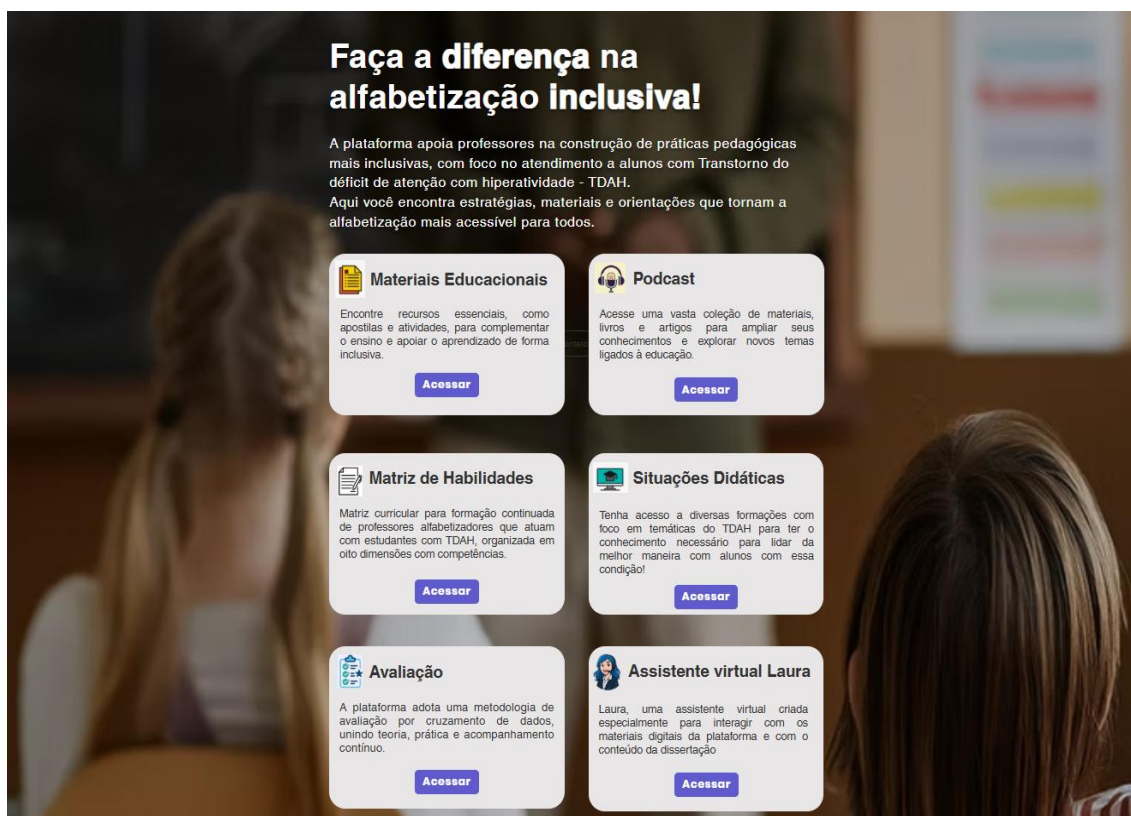 Faça a diferença na
alfabetização inclusiva!
A plataforma apoia professores na construção de práticas pedagógicas
mais inclusivas, com foco no atendimento a alunos com Transtorno do
déficit de atenção com hiperatividade - TDAH.
Aqui você encontra estratégias, materiais e orientações que tornam a
alfabetização mais acessível para todos.
Materiais Educacionais
Encontre recursos essenciais, como
apostilas e atividades, para complementar
o ensino e apoiar o aprendizado de forma
inclusiva.
Acessar
Podcast
Acesse uma vasta coleção de materiais,
livros e artigos para ampliar seus
conhecimentos e explorar novos temas
ligados à educação.
Acessar
Matriz de Habilidades
Matriz curricular para formação continuada
de professores alfabetizadores que atuam
com estudantes com TDAH, organizada em
oito dimensões com competências.
Acessar
Situações Didáticas
Tenha acesso a diversas formações com
foco em temáticas do TDAH para ter o
conhecimento necessário para lidar da
melhor maneira com alunos com essa
condição!
Acessar
Avaliação
A plataforma adota uma metodologia de
avaliação por cruzamento de dados,
unindo teoria, prática e acompanhamento
contínuo.
Acessar
Assistente virtual Laura
Laura, uma assistente virtual criada
especialmente para interagir com os
materiais digitais da plataforma e com o
conteúdo da dissertação
Acessar